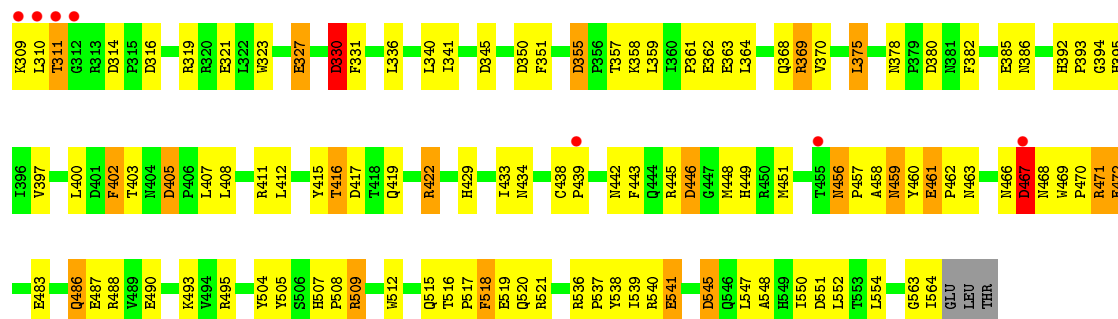 K309 L310 T311 G312 R313 D314 P315 D316 R319 R320 E321 L322 W323 E327 D330 F331 L336 L340 I341 D345 D350 F351 D355 P356 T357 K358 L359 I360 P361 E362 E363 L364 Q368 R369 V370 L375 N378 P379 D380 N381 F382 E385 N386 H392 P393 G394 H395
I396 V397 L400 D401 F402 T403 N404 D405 P406 L407 L408 R411 L412 Y415 T416 D417 T418 Q419 R422 H429 I433 N434 C438 P439 N442 F443 Q444 R445 D446 G447 M448 H449 R450 M451 T455 N456 P457 A458 N459 Y460 E461 P462 N463 N466 D467 N468 W469 P470 R471 E472
E483 Q486 E487 R488 V489 E490 K493 V494 R495 Y504 Y505 S506 H507 P508 R509 W512 Q515 T516 P517 F518 E519 Q520 R521 R536 P537 Y538 I539 R540 E541 D545 Q546 L547 A548 H549 I550 D551 L552 T553 L554 G563 I564 GLU LEU THR